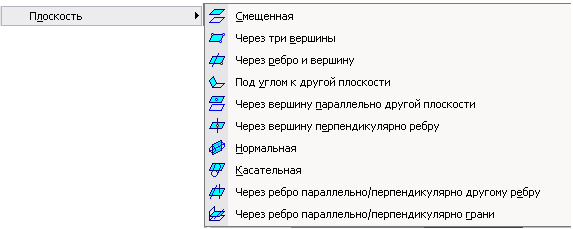 Плоскость
Смещенная
Через три вершины
Через ребро и вершину
Под углом к другой плоскости
Через вершину параллельно другой плоскости
Через вершину перпендикулярно ребру
Нормальная
Касательная
Через ребро параллельно/перпендикулярно другому ребру
Через ребро параллельно/перпендикулярно грани